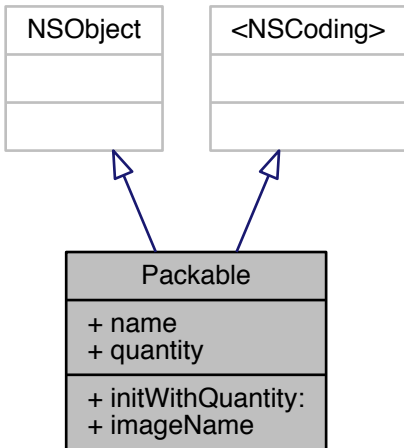 NSObject
<NSCoding>
Packable
+ name
+ quantity
+ initWithQuantity:
+ imageName